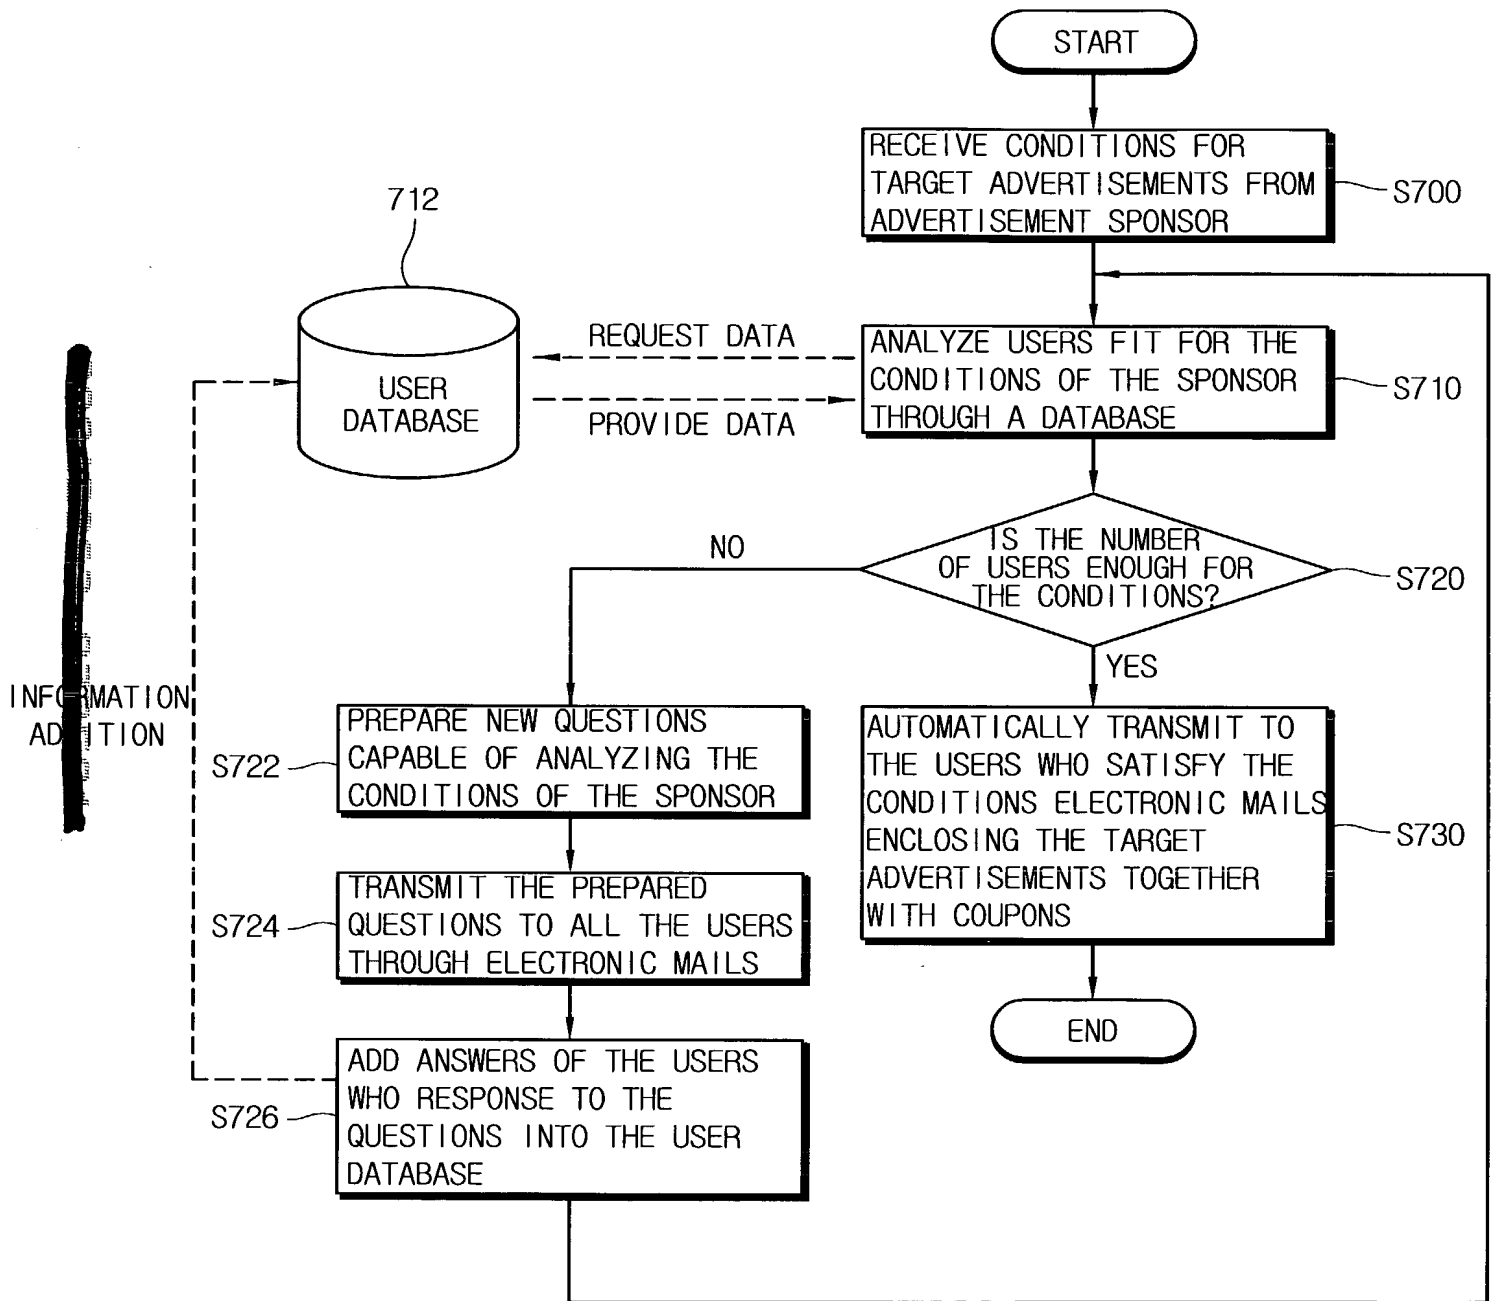 START
RECEIVE CONDITIONS FOR
TARGET ADVERTISEMENTS FROM
ADVERTISEMENT SPONSOR
S700
712
USER
DATABASE
REQUEST DATA
PROVIDE DATA
ANALYZE USERS FIT FOR THE
CONDITIONS OF THE SPONSOR
THROUGH A DATABASE
S710
IS THE NUMBER
OF USERS ENOUGH FOR
THE CONDITIONS?
S720
NO
YES
INFORMATION
ADDITION
PREPARE NEW QUESTIONS
CAPABLE OF ANALYZING THE
CONDITIONS OF THE SPONSOR
S722
TRANSMIT THE PREPARED
QUESTIONS TO ALL THE USERS
THROUGH ELECTRONIC MAILS
S724
ADD ANSWERS OF THE USERS
WHO RESPONSE TO THE
QUESTIONS INTO THE USER
DATABASE
S726
AUTOMATICALLY TRANSMIT TO
THE USERS WHO SATISFY THE
CONDITIONS ELECTRONIC MAILS
ENCLOSING THE TARGET
ADVERTISEMENTS TOGETHER
WITH COUPONS
S730
END